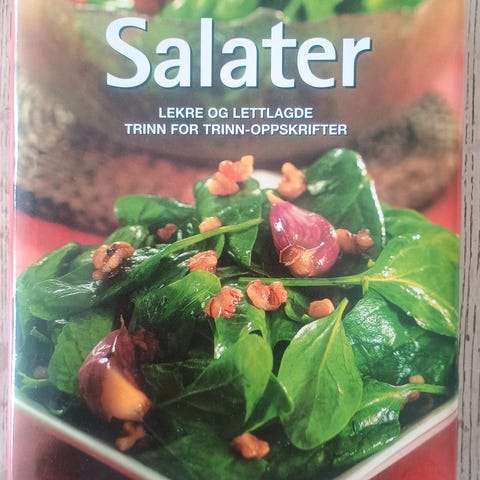 Salater
LEKRE OG LETTLAGDE
TRINN FOR TRINN-OPPSKRIFTER